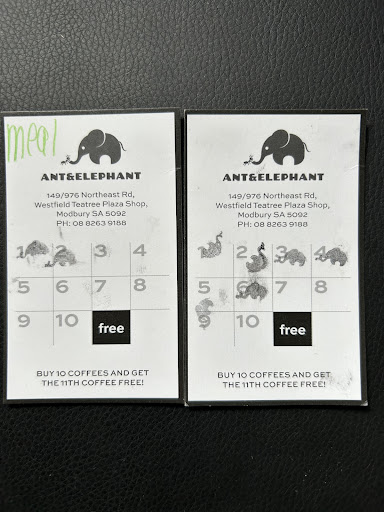 meal
ANT&ELEPHANT
149/976 Northeast Rd,
Westfield Teatree Plaza Shop,
Modbury SA 5092
PH: 08 8263 9188
1 2 3 4
5 6 7 8
9 10 free
BUY 10 COFFEES AND GET
THE 11TH COFFEE FREE!
ANT&ELEPHANT
149/976 Northeast Rd,
Westfield Teatree Plaza Shop,
Modbury SA 5092
PH: 08 8263 9188
1 2 3 4
5 6 7 8
9 10 free
BUY 10 COFFEES AND GET
THE 11TH COFFEE FREE!